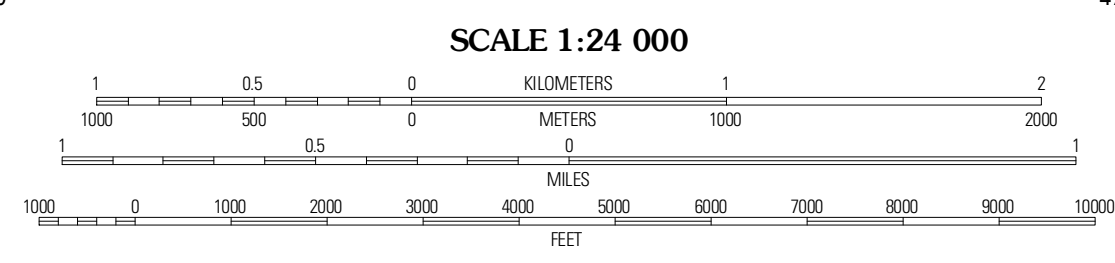 SCALE 1:24 000
1 0.5 0 KILOMETERS 1 2
1000 500 0 METERS 1000 2000
1 0.5 0 1
MILES
1000 0 1000 2000 3000 4000 5000 6000 7000 8000 9000 10000
FEET